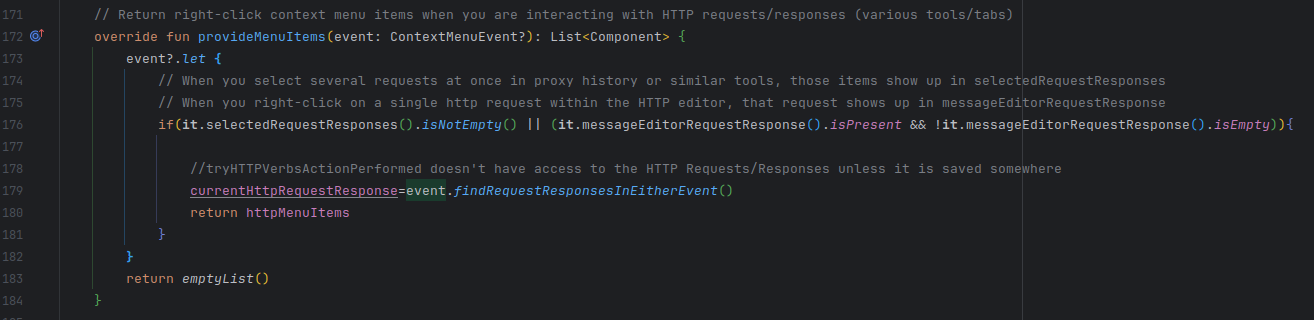 171 // Return right-click context menu items when you are interacting with HTTP requests/responses (various tools/tabs)
172 override fun provideMenuItems(event: ContextMenuEvent?): List<Component> {
173 event?.let {
174 // When you select several requests at once in proxy history or similar tools, those items show up in selectedRequestResponses
175 // When you right-click on a single http request within the HTTP editor, that request shows up in messageEditorRequestResponse
176 if(it.selectedRequestResponses().isNotEmpty() || (it.messageEditorRequestResponse().isPresent && !it.messageEditorRequestResponse().isEmpty)){
177
178 //tryHTTPVerbsActionPerformed doesn't have access to the HTTP Requests/Responses unless it is saved somewhere
179 currentHttpRequestResponse=event.findRequestResponsesInEitherEvent()
180 return httpMenuItems
181 }
182 }
183 return emptyList()
184 }